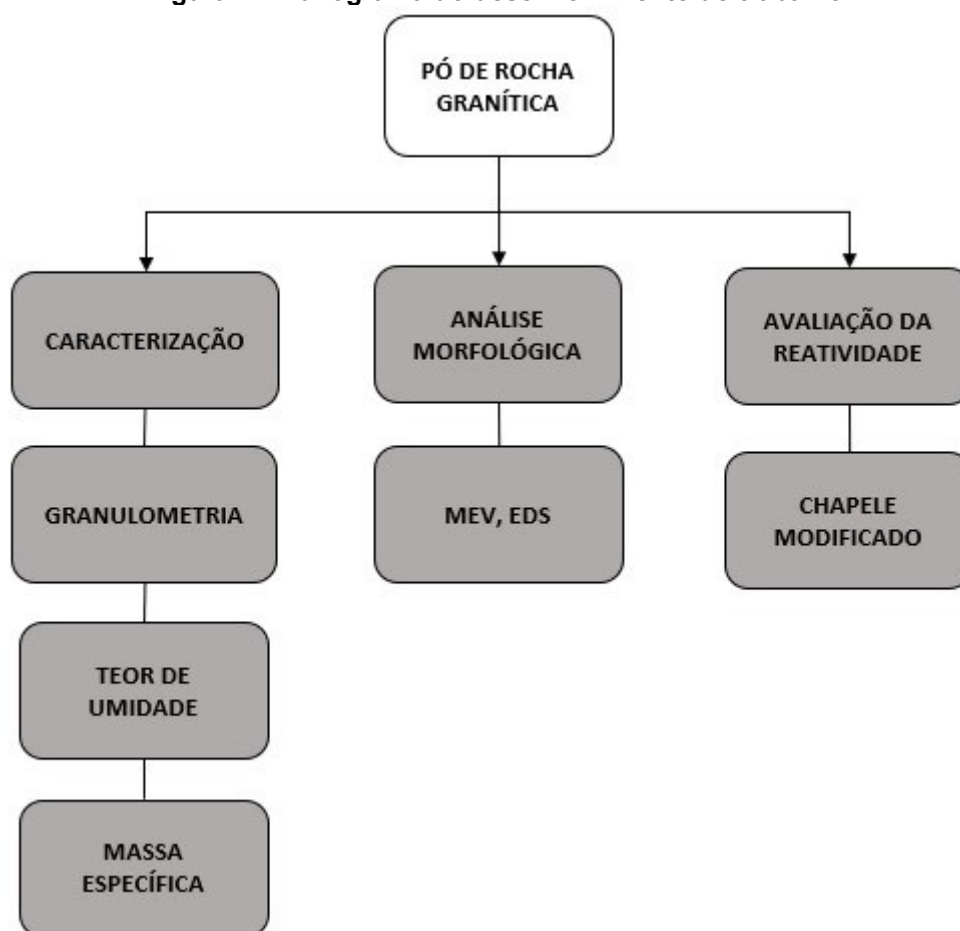 PÓ DE ROCHA
GRANÍTICA
CARACTERIZAÇÃO
ANÁLISE
MORFOLÓGICA
AVALIAÇÃO DA
REATIVIDADE
GRANULOMETRIA
MEV, EDS
CHAPELE
MODIFICADO
TEOR DE
UMIDADE
MASSA
ESPECÍFICA